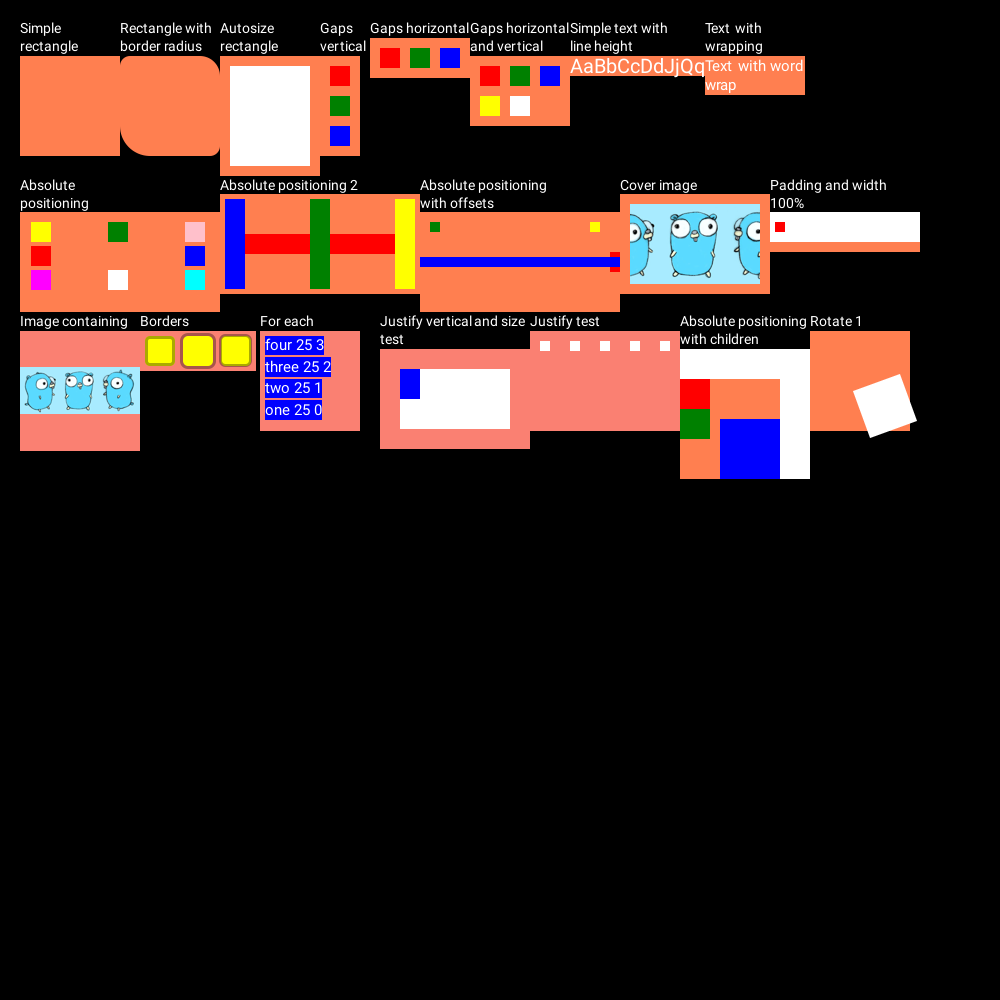 Simple
rectangle
Rectangle with
border radius
Autosize
rectangle
Gaps
vertical
Gaps horizontal
Gaps horizontal
and vertical
Simple text with
line height
AaBbCcDdJjQq
Text with
wrapping
Text with word
wrap
Absolute
positioning
Absolute positioning 2
Absolute positioning
with offsets
Cover image
Padding and width
100%
Image containing
Borders
For each
four 25 3
three 25 2
two 25 1
one 25 0
Justify vertical and size
test
Justify test
Absolute positioning
with children
Rotate 1